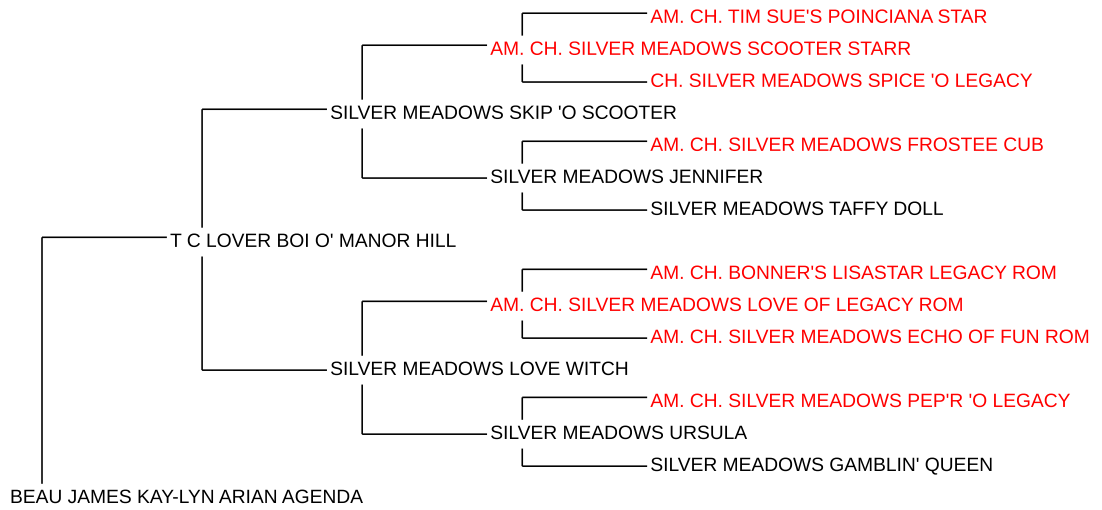 AM. CH. TIM SUE'S POINCIANA STAR
AM. CH. SILVER MEADOWS SCOOTER STARR
CH. SILVER MEADOWS SPICE 'O LEGACY
SILVER MEADOWS SKIP 'O SCOOTER
AM. CH. SILVER MEADOWS FROSTEE CUB
SILVER MEADOWS JENNIFER
SILVER MEADOWS TAFFY DOLL
T C LOVER BOI O' MANOR HILL
AM. CH. BONNER'S LISASTAR LEGACY ROM
AM. CH. SILVER MEADOWS LOVE OF LEGACY ROM
AM. CH. SILVER MEADOWS ECHO OF FUN ROM
SILVER MEADOWS LOVE WITCH
AM. CH. SILVER MEADOWS PEP'R 'O LEGACY
SILVER MEADOWS URSULA
SILVER MEADOWS GAMBLIN' QUEEN
BEAU JAMES KAY-LYN ARIAN AGENDA